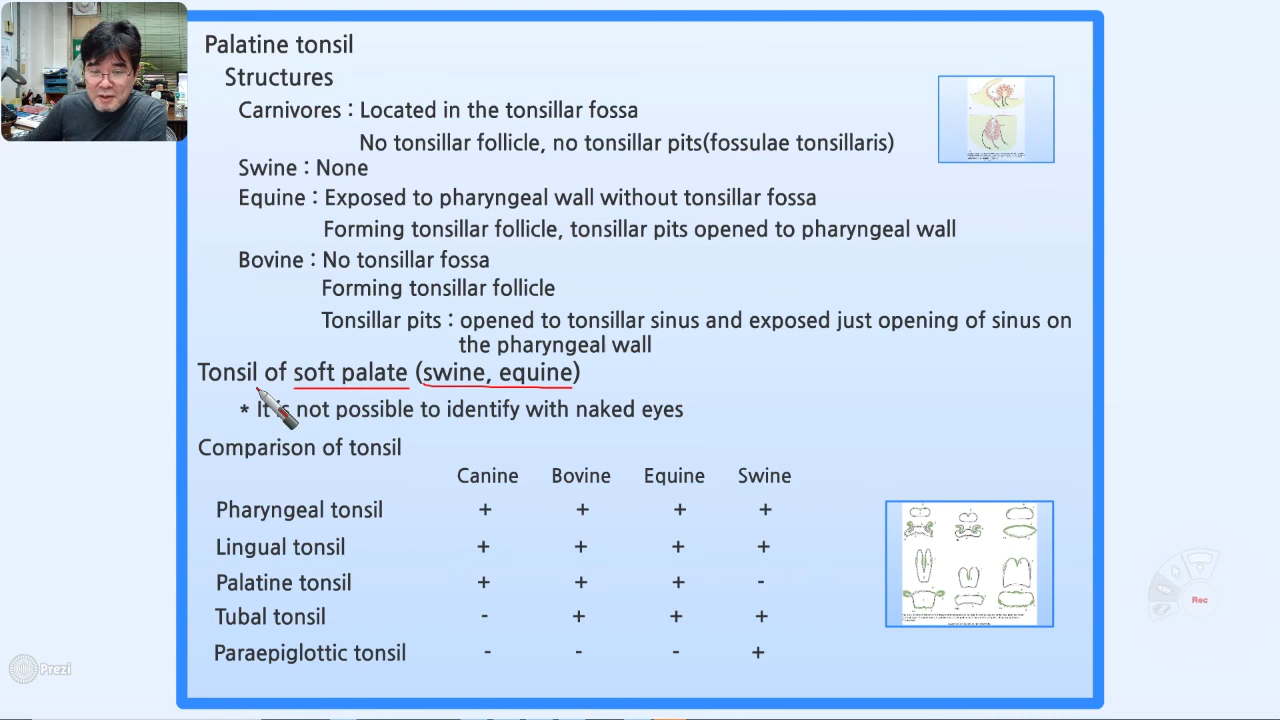 Palatine tonsil
Structures
Carnivores : Located in the tonsillar fossa
No tonsillar follicle, no tonsillar pits(fossulae tonsillaris)
Swine : None
Equine : Exposed to pharyngeal wall without tonsillar fossa
Forming tonsillar follicle, tonsillar pits opened to pharyngeal wall
Bovine : No tonsillar fossa
Forming tonsillar follicle
Tonsillar pits : opened to tonsillar sinus and exposed just opening of sinus on
the pharyngeal wall
Tonsil of soft palate (swine, equine)
* It is not possible to identify with naked eyes
Comparison of tonsil
Canine Bovine Equine Swine
Pharyngeal tonsil + + + +
Lingual tonsil + + + +
Palatine tonsil + + + -
Tubal tonsil - + + +
Paraepiglottic tonsil - - - +
Rec
Prezi